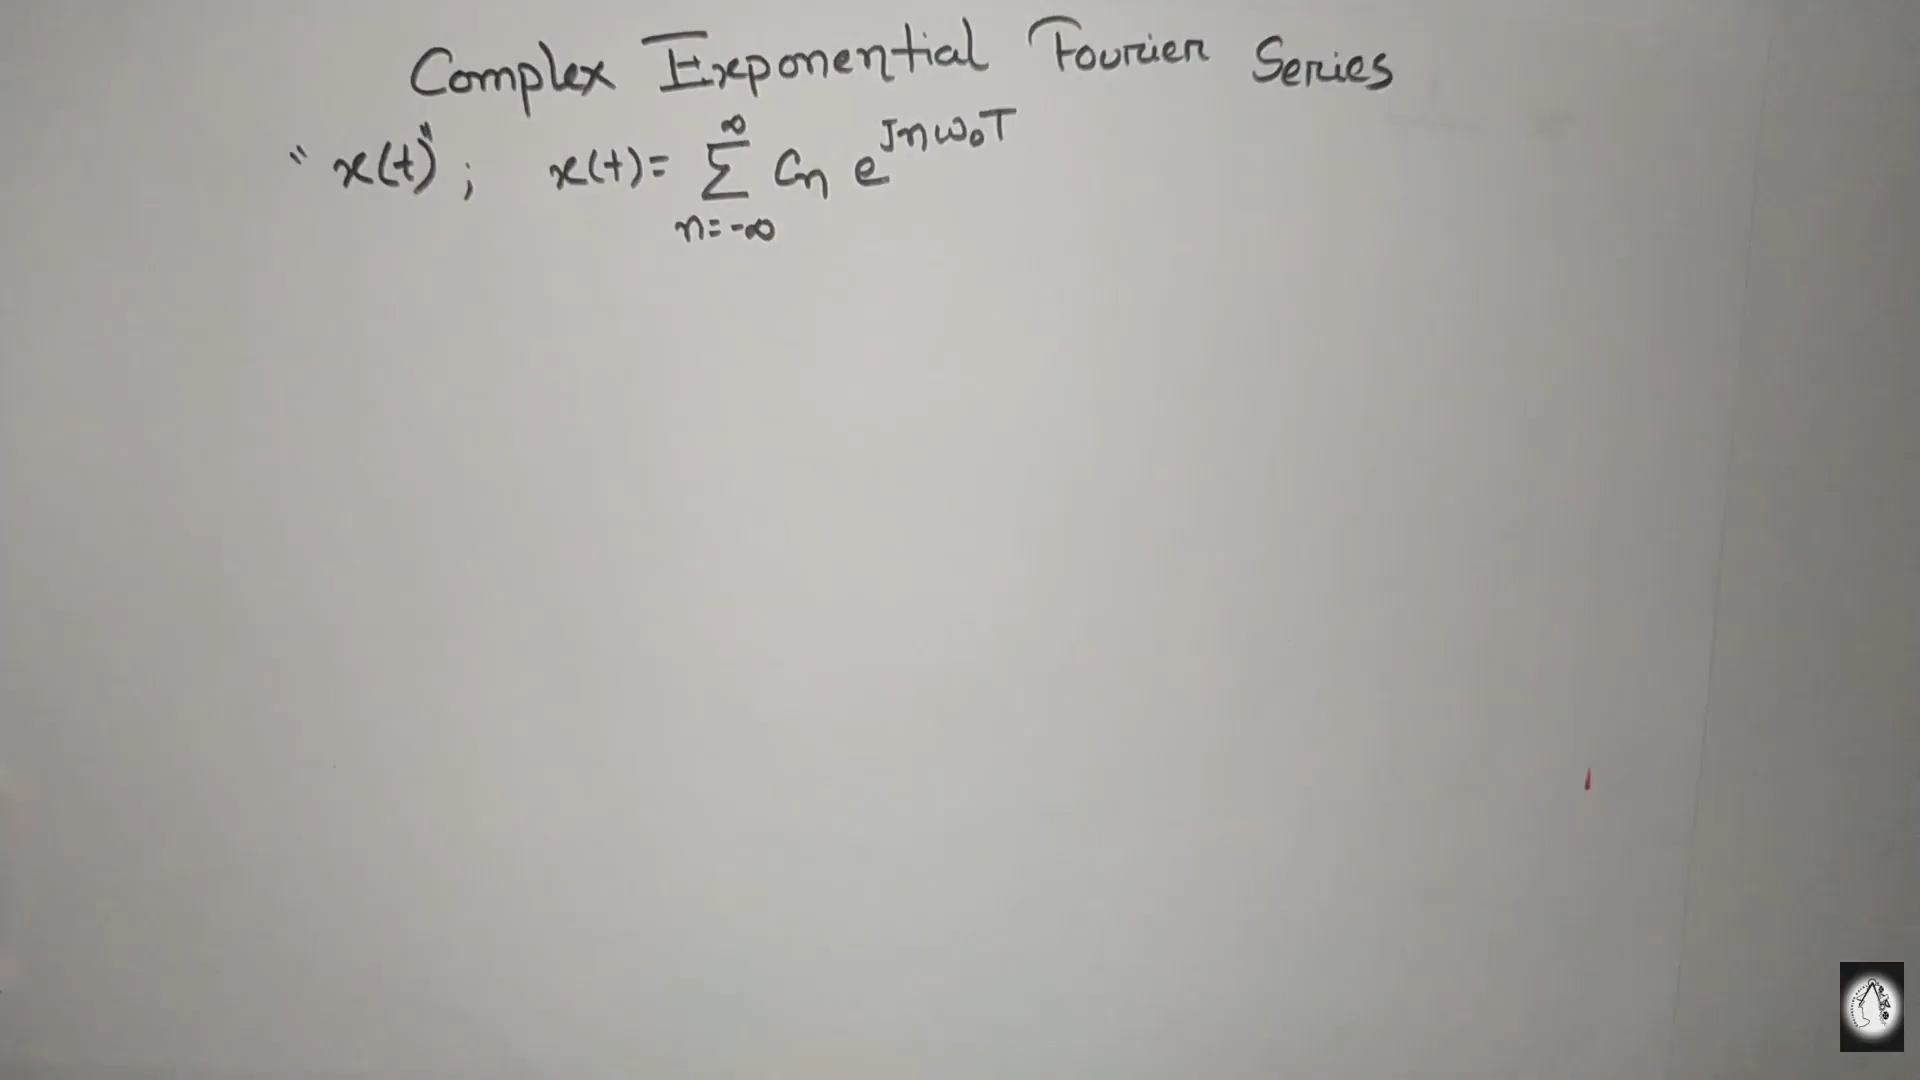 Complex Exponential Fourier Series
"x(t)"; x(t) = ∑_{n=-∞}^{∞} Cn e^{Jnω₀T}